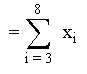 8
= ∑ xᵢ
i = 3